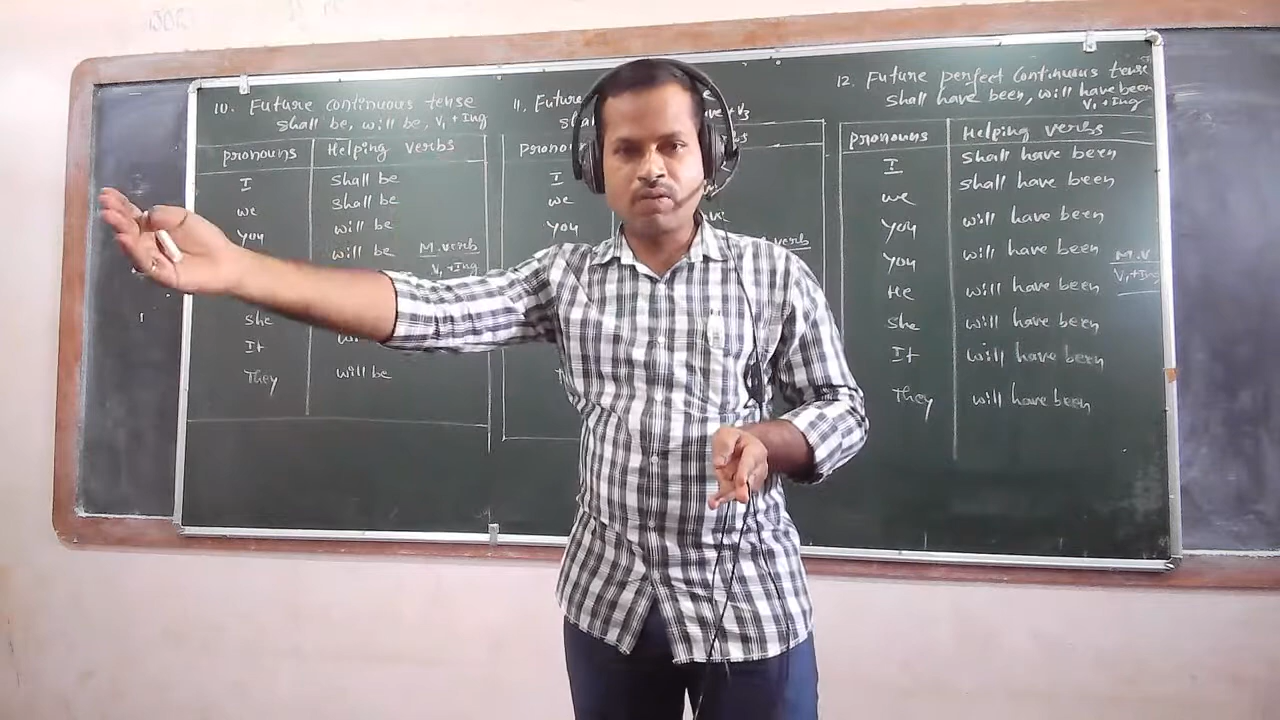 10. Future continuous tense
Shall be, will be, V₁ + Ing
pronouns Helping verbs
I Shall be
we Shall be
You will be
will be M.verb
V₁ + Ing
she
It
They will be
11. Future
+ V₃
I
we
You
verb
12. Future perfect Continuous tense
Shall have been, will have been
V₁ + Ing
pronouns Helping verbs
I Shall have been
we shall have been
You will have been
You will have been M.V
V₁ + Ing
He will have been
She will have been
It will have been
They will have been